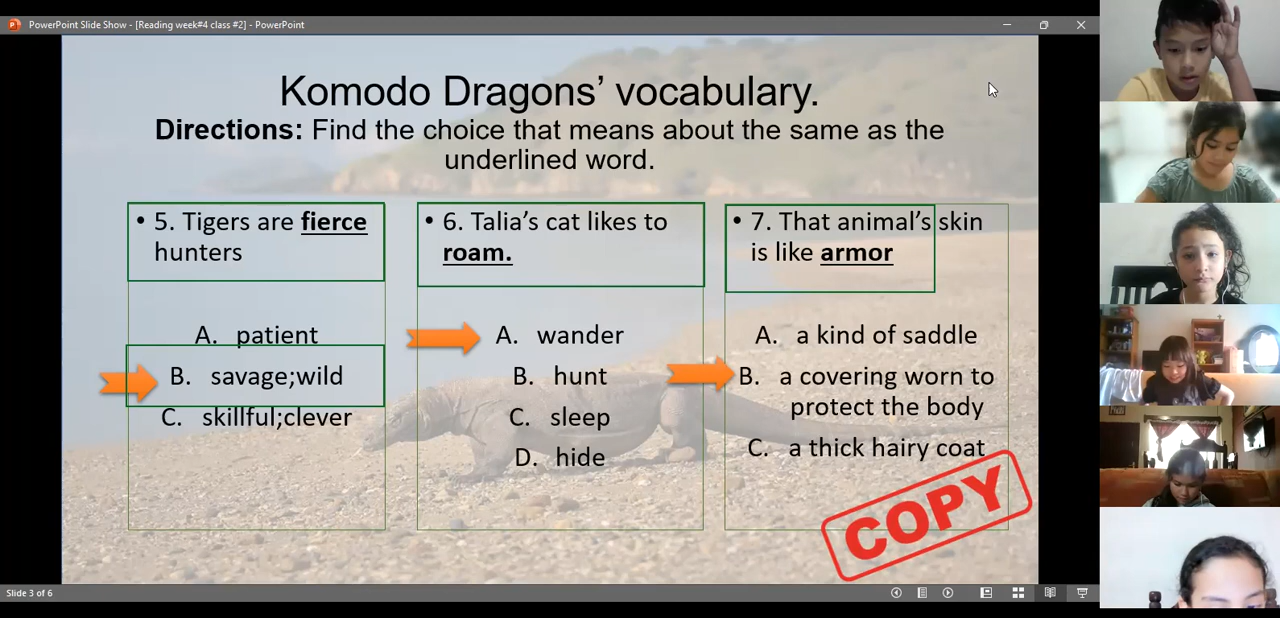 PowerPoint Slide Show - [Reading week#4 class #2] - PowerPoint
Komodo Dragons’ vocabulary.
Directions: Find the choice that means about the same as the
underlined word.
• 5. Tigers are fierce
hunters
A. patient
B. savage;wild
C. skillful;clever
• 6. Talia’s cat likes to
roam.
A. wander
B. hunt
C. sleep
D. hide
• 7. That animal’s skin
is like armor
A. a kind of saddle
B. a covering worn to
protect the body
C. a thick hairy coat
COPY
Slide 3 of 6